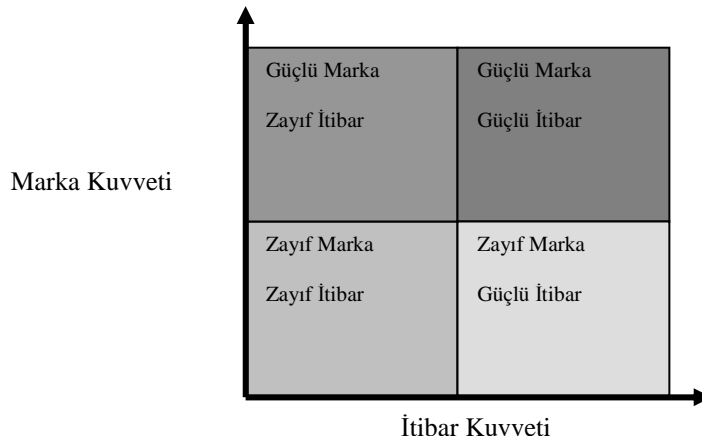 Güçlü Marka
Zayıf İtibar
Güçlü Marka
Güçlü İtibar
Marka Kuvveti
Zayıf Marka
Zayıf İtibar
Zayıf Marka
Güçlü İtibar
İtibar Kuvveti